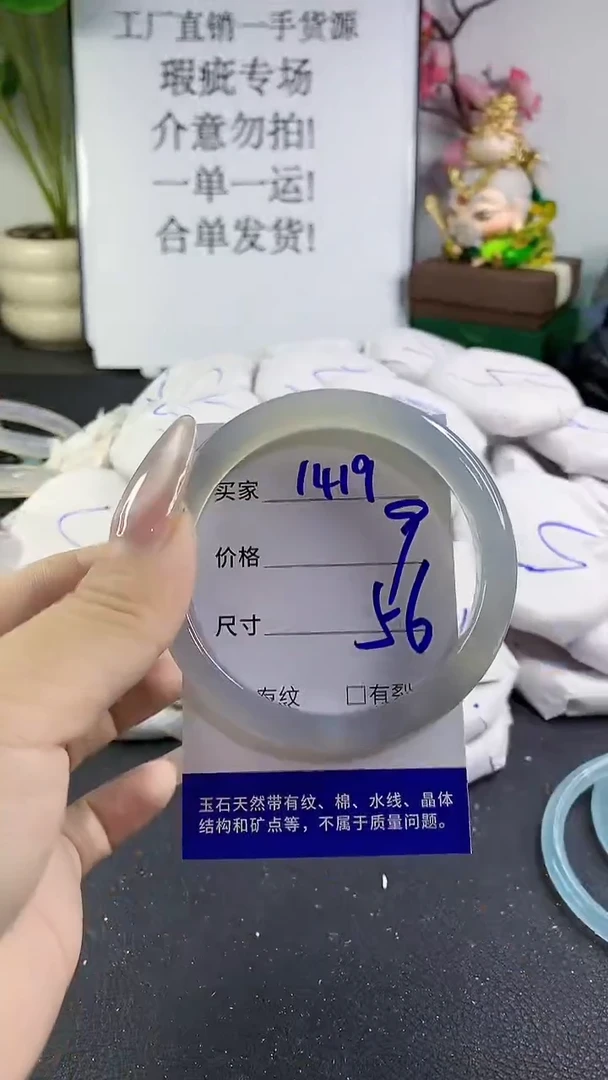 工厂直销一手货源
瑕疵专场
介意勿拍!
一单一运!
合单发货!
买家 1419
价格 9
尺寸 56
有纹 □有裂
玉石天然带有纹、棉、水线、晶体
结构和矿点等，不属于质量问题。